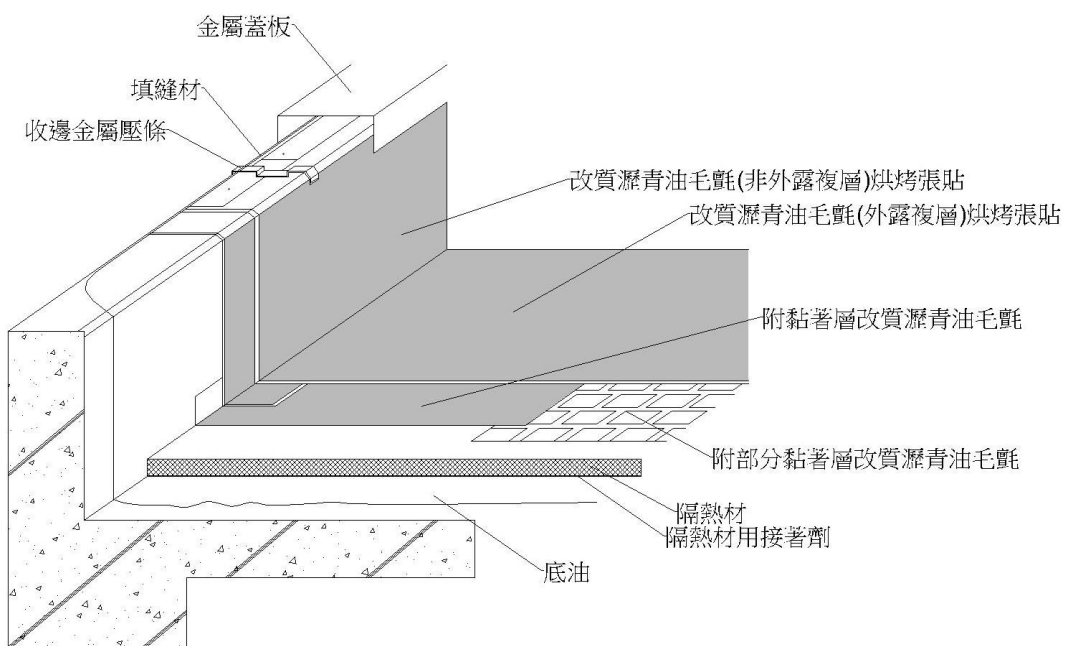 金屬蓋板
填縫材
收邊金屬壓條
改質瀝青油毛氈(非外露複層)烘烤張貼
改質瀝青油毛氈(外露複層)烘烤張貼
附黏著層改質瀝青油毛氈
附部分黏著層改質瀝青油毛氈
隔熱材
隔熱材用接著劑
底油